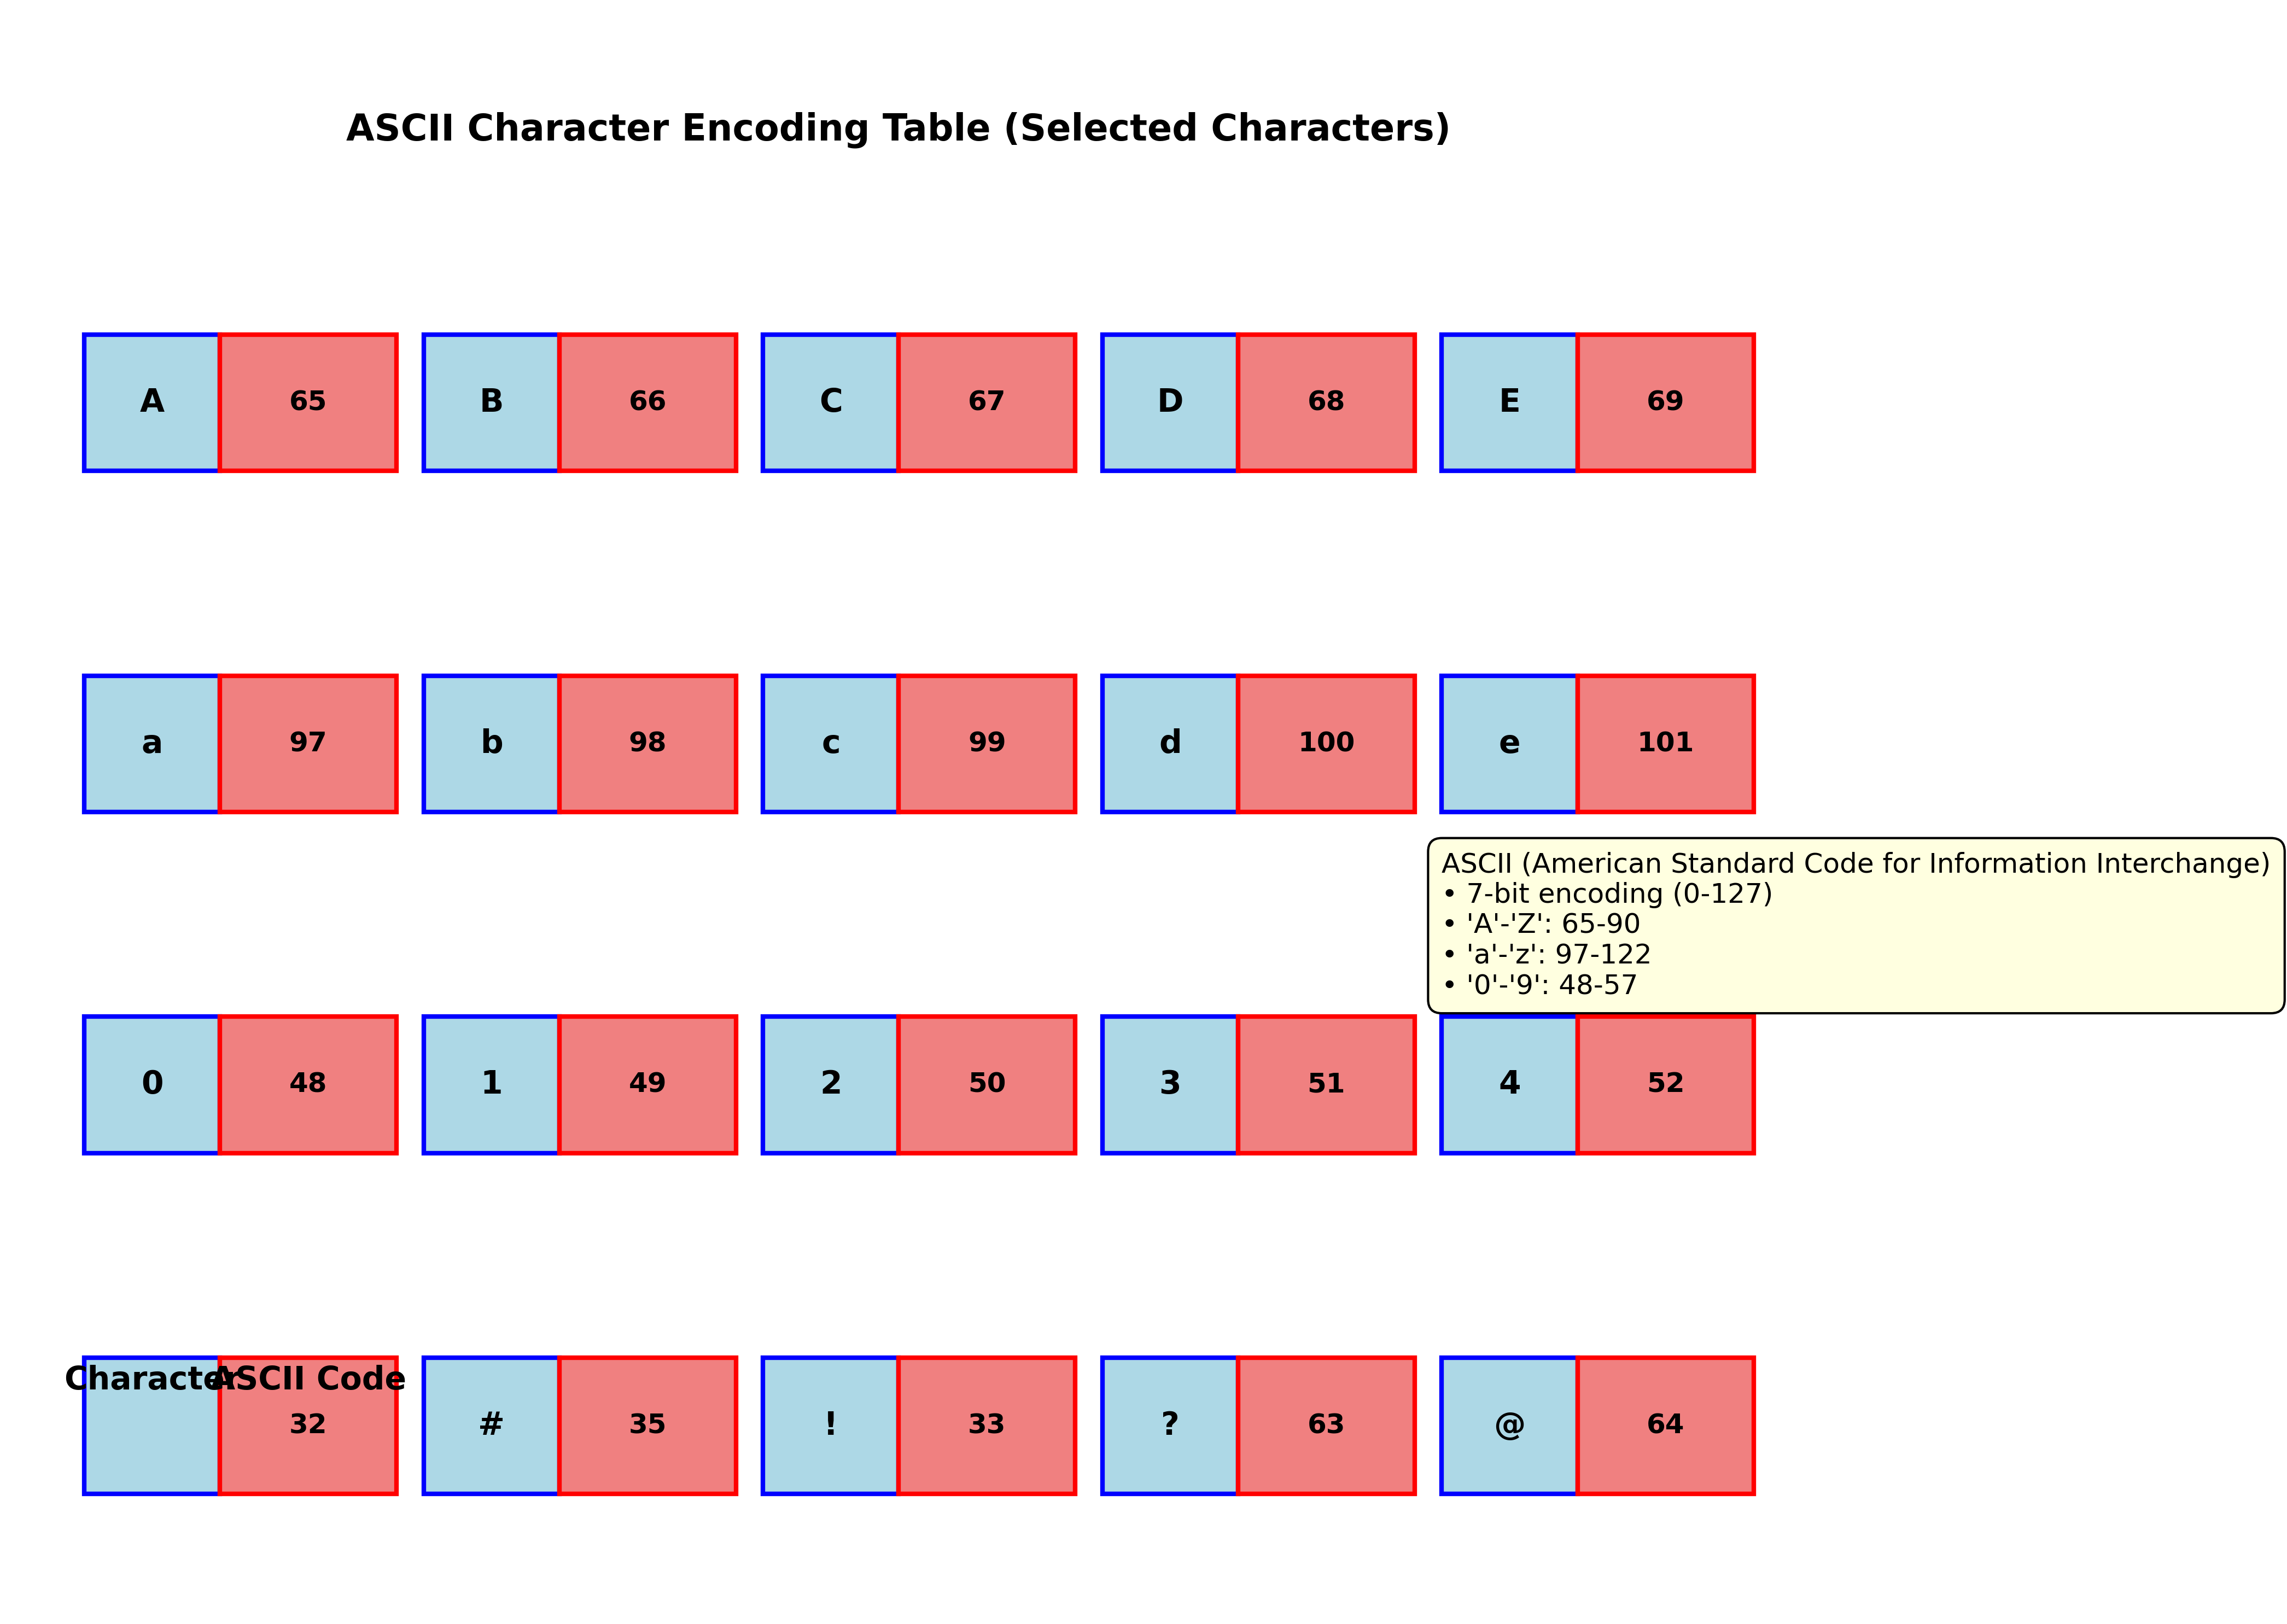 ASCII Character Encoding Table (Selected Characters)
A 65 B 66 C 67 D 68 E 69
a 97 b 98 c 99 d 100 e 101
ASCII (American Standard Code for Information Interchange)
• 7-bit encoding (0-127)
• 'A'-'Z': 65-90
• 'a'-'z': 97-122
• '0'-'9': 48-57
0 48 1 49 2 50 3 51 4 52
Character ASCII Code
32 # 35 ! 33 ? 63 @ 64